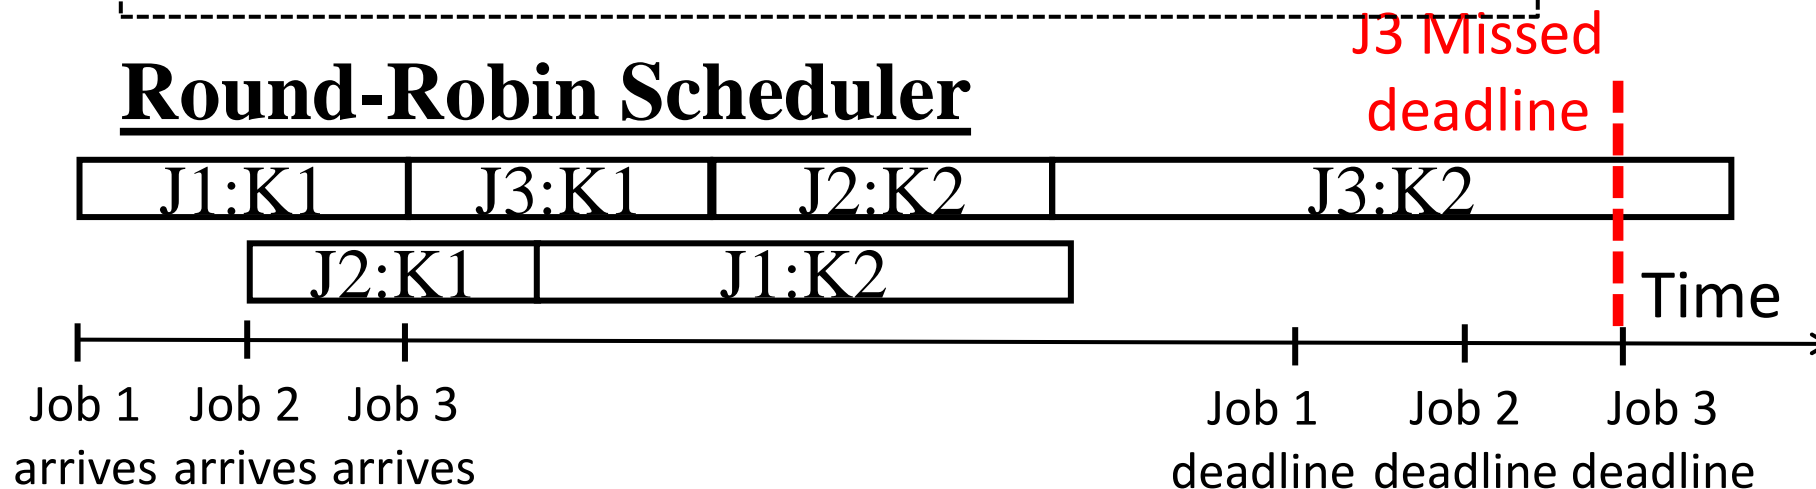 J3 Missed
deadline
Round-Robin Scheduler
J1:K1 J3:K1 J2:K2 J3:K2
J2:K1 J1:K2
Time
Job 1 Job 2 Job 3 Job 1 Job 2 Job 3
arrives arrives arrives deadline deadline deadline